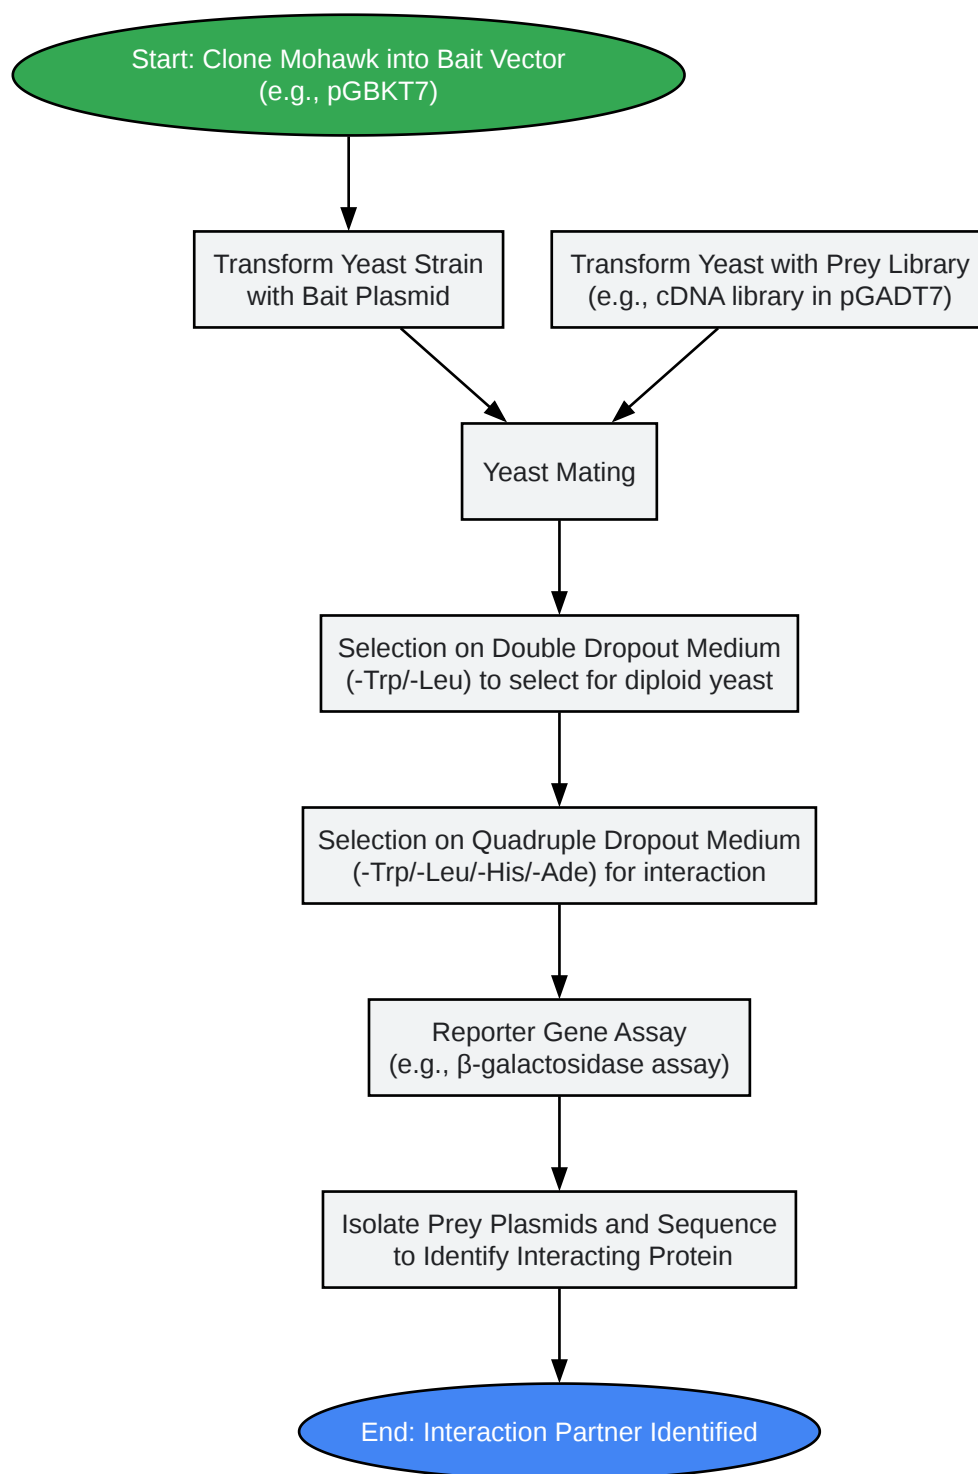 Start: Clone Mohawk into Bait Vector
(e.g., pGBKT7)
Transform Yeast Strain
with Bait Plasmid
Transform Yeast with Prey Library
(e.g., cDNA library in pGADT7)
Yeast Mating
Selection on Double Dropout Medium
(-Trp/-Leu) to select for diploid yeast
Selection on Quadruple Dropout Medium
(-Trp/-Leu/-His/-Ade) for interaction
Reporter Gene Assay
(e.g., β-galactosidase assay)
Isolate Prey Plasmids and Sequence
to Identify Interacting Protein
End: Interaction Partner Identified